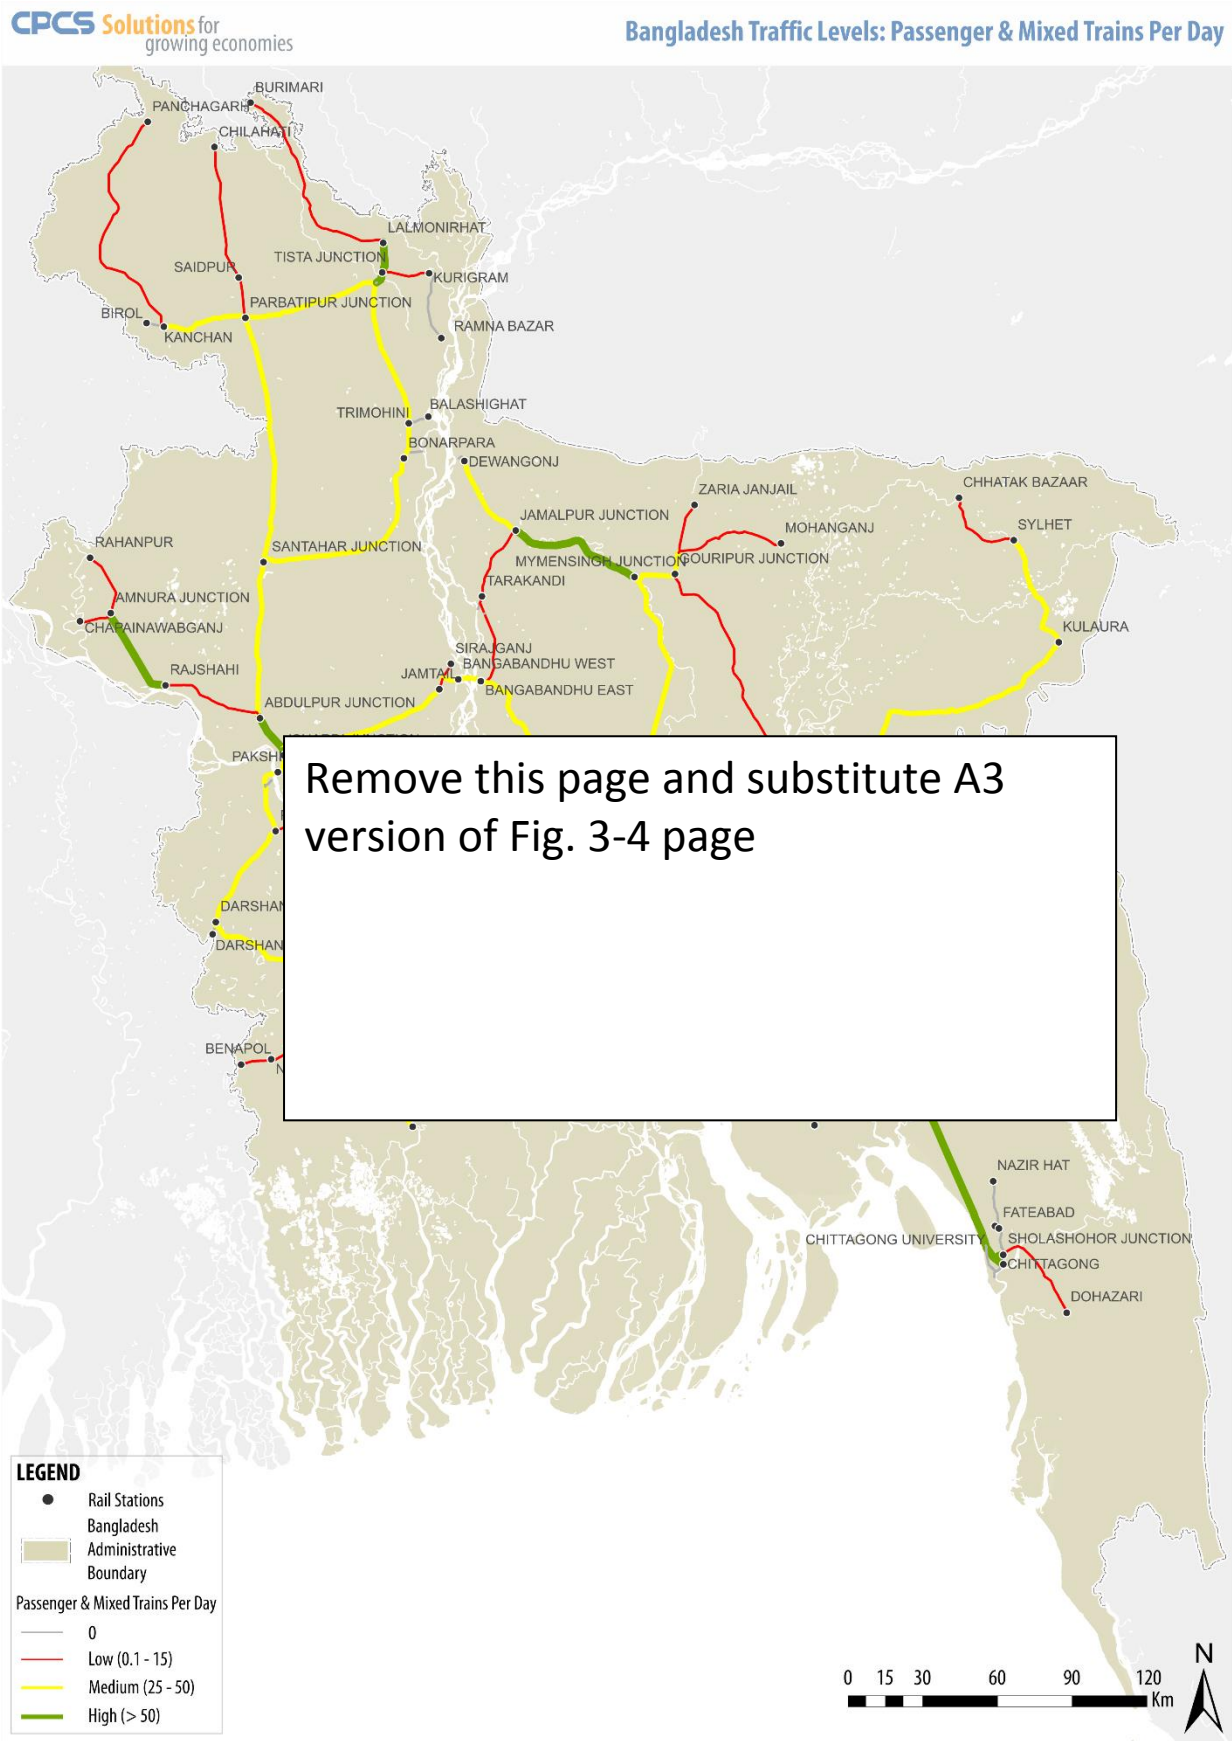 CPCS Solutions for
growing economies
Bangladesh Traffic Levels: Passenger & Mixed Trains Per Day
BURIMARI
PANCHAGARH
CHILAHATI
LALMONIRHAT
TISTA JUNCTION
SAIDPUR
KURIGRAM
PARBATIPUR JUNCTION
BIROL
RAMNA BAZAR
KANCHAN
BALASHIGHAT
TRIMOHINI
BONARPARA
DEWANGONJ
CHHATAK BAZAAR
ZARIA JANJAIL
JAMALPUR JUNCTION
SYLHET
MOHANGANJ
RAHANPUR
SANTAHAR JUNCTION
MYMENSINGH JUNCTION
GOURIPUR JUNCTION
TARAKANDI
AMNURA JUNCTION
CHAPAINAWABGANJ
KULAURA
SIRAJGANJ
BANGABANDHU WEST
RAJSHAHI
JAMTAIL
BANGABANDHU EAST
ABDULPUR JUNCTION
PAKSHI
Remove this page and substitute A3
version of Fig. 3-4 page
DARSHAN
DARSHAN
BENAPOL
N
NAZIR HAT
FATEABAD
CHITTAGONG UNIVERSITY
SHOLASHOHOR JUNCTION
CHITTAGONG
DOHAZARI
LEGEND
Rail Stations
Bangladesh
Administrative
Boundary
Passenger & Mixed Trains Per Day
0
Low (0.1 - 15)
Medium (25 - 50)
High (> 50)
0 15 30 60 90 120
Km
N